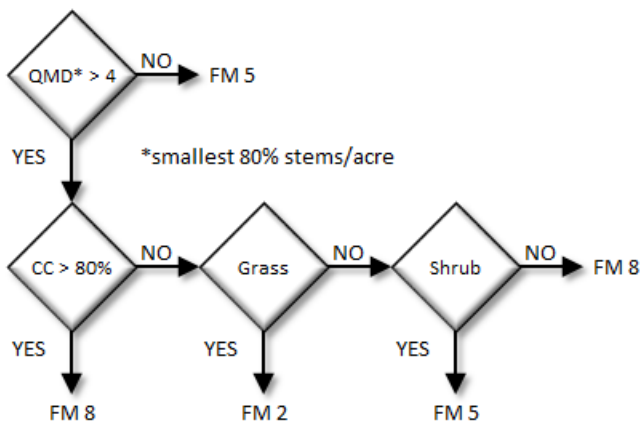 QMD* > 4
NO
FM 5
YES
*smallest 80% stems/acre
CC > 80%
NO
Grass
NO
Shrub
NO
FM 8
YES
YES
YES
FM 8
FM 2
FM 5